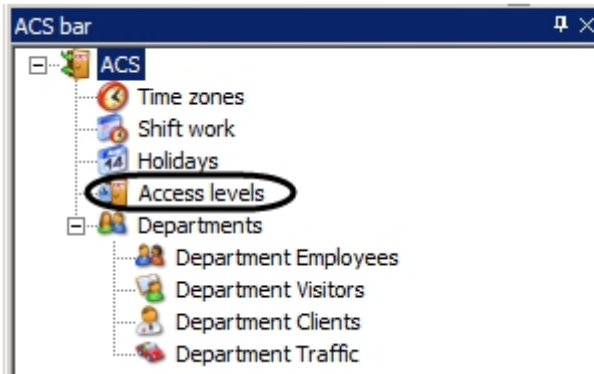 ACS bar
ACS
Time zones
Shift work
Holidays
Access levels
Departments
Department Employees
Department Visitors
Department Clients
Department Traffic